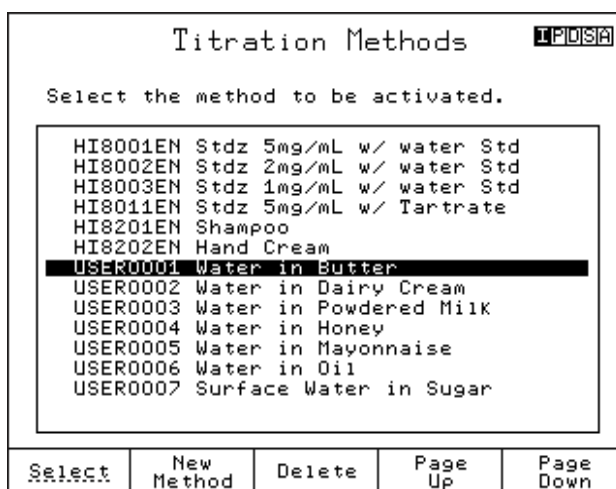 Titration Methods
IPDSA
Select the method to be activated.
HI8001EN Stdz 5mg/mL w/ water Std
HI8002EN Stdz 2mg/mL w/ water Std
HI8003EN Stdz 1mg/mL w/ water Std
HI8011EN Stdz 5mg/mL w/ Tartrate
HI8201EN Shampoo
HI8202EN Hand Cream
USER0001 Water in Butter
USER0002 Water in Dairy Cream
USER0003 Water in Powdered Milk
USER0004 Water in Honey
USER0005 Water in Mayonnaise
USER0006 Water in Oil
USER0007 Surface Water in Sugar
Select
New
Method
Delete
Page
Up
Page
Down